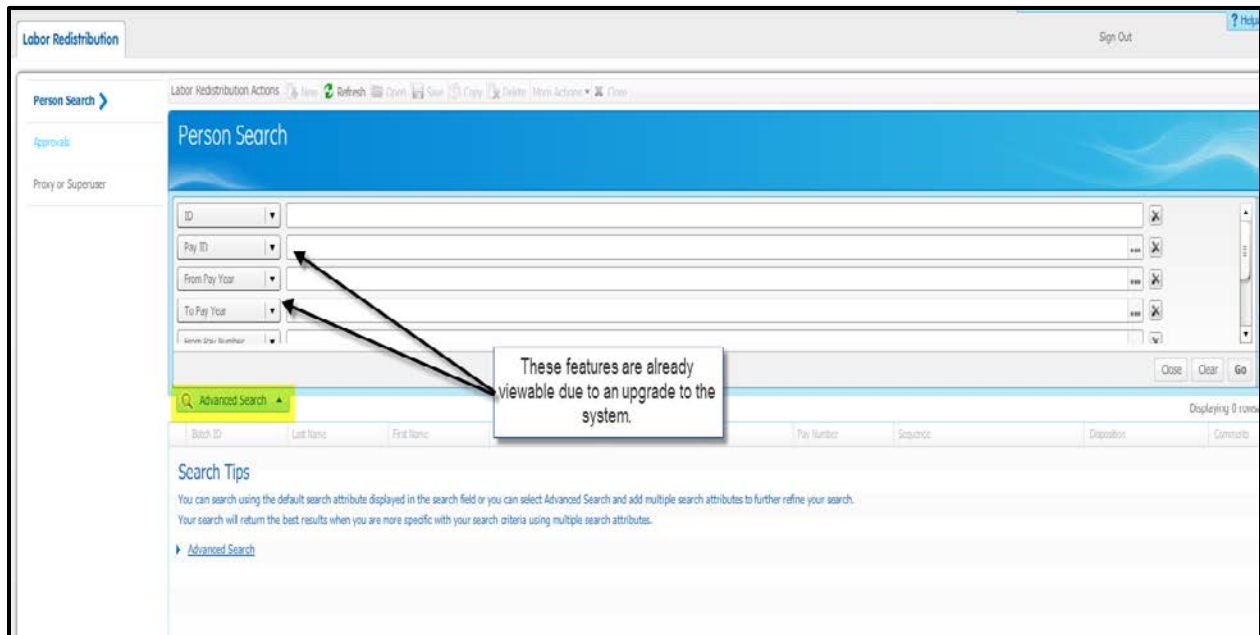 ? Help
Labor Redistribution
Sign Out
Person Search
Labor Redistribution Actions New Refresh Open Save Copy Delete More Actions Close
Approvals
Person Search
Proxy or Superuser
ID
Pay ID
From Pay Year
To Pay Year
From Pay Number
These features are already
viewable due to an upgrade to the
system.
Close Clear Go
Advanced Search
Displaying 0 rows
Batch ID Last Name First Name Pay Number Sequence Disposition Comments
Search Tips
You can search using the default search attribute displayed in the search field or you can select Advanced Search and add multiple search attributes to further refine your search.
Your search will return the best results when you are more specific with your search criteria using multiple search attributes.
Advanced Search